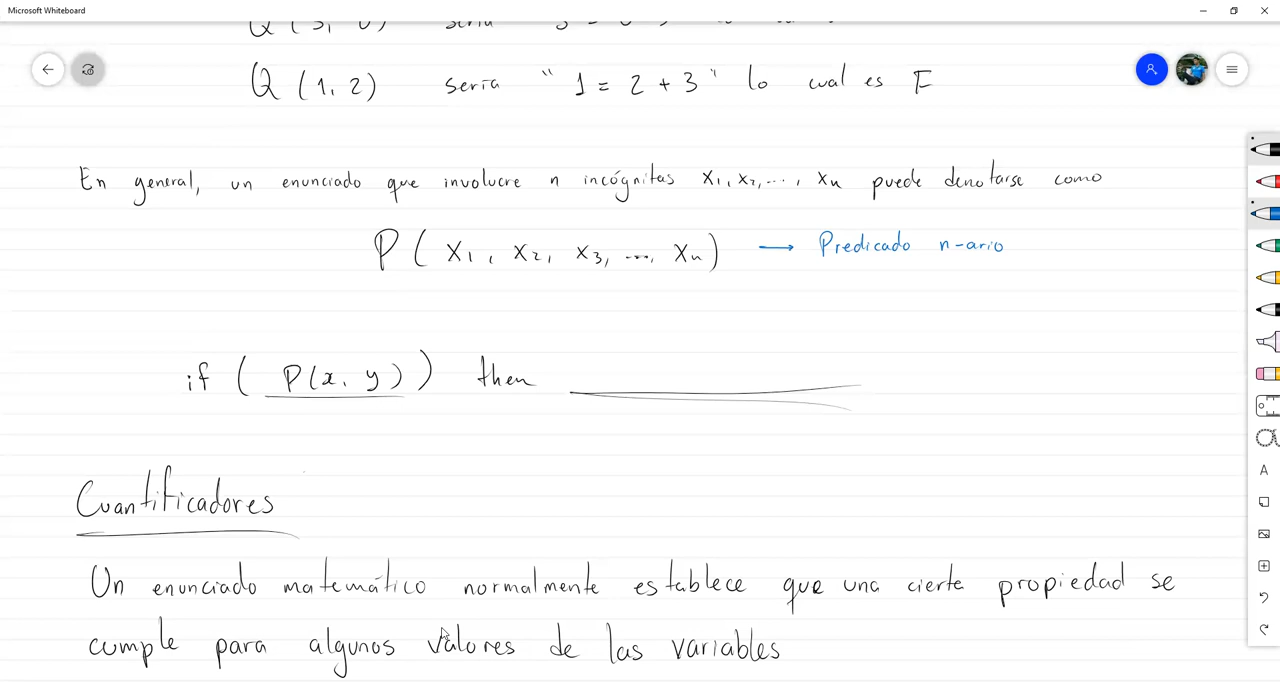 Microsoft Whiteboard
Q (1, 2) sería "1 = 2 + 3" lo cual es F
En general, un enunciado que involucre n incógnitas x1, x2, ..., xn puede denotarse como
P ( x1, x2, x3, ..., xn) → Predicado n-ario
if ( P(x, y) ) then
Cuantificadores
Un enunciado matemático normalmente establece que una cierta propiedad se
cumple para algunos valores de las variables